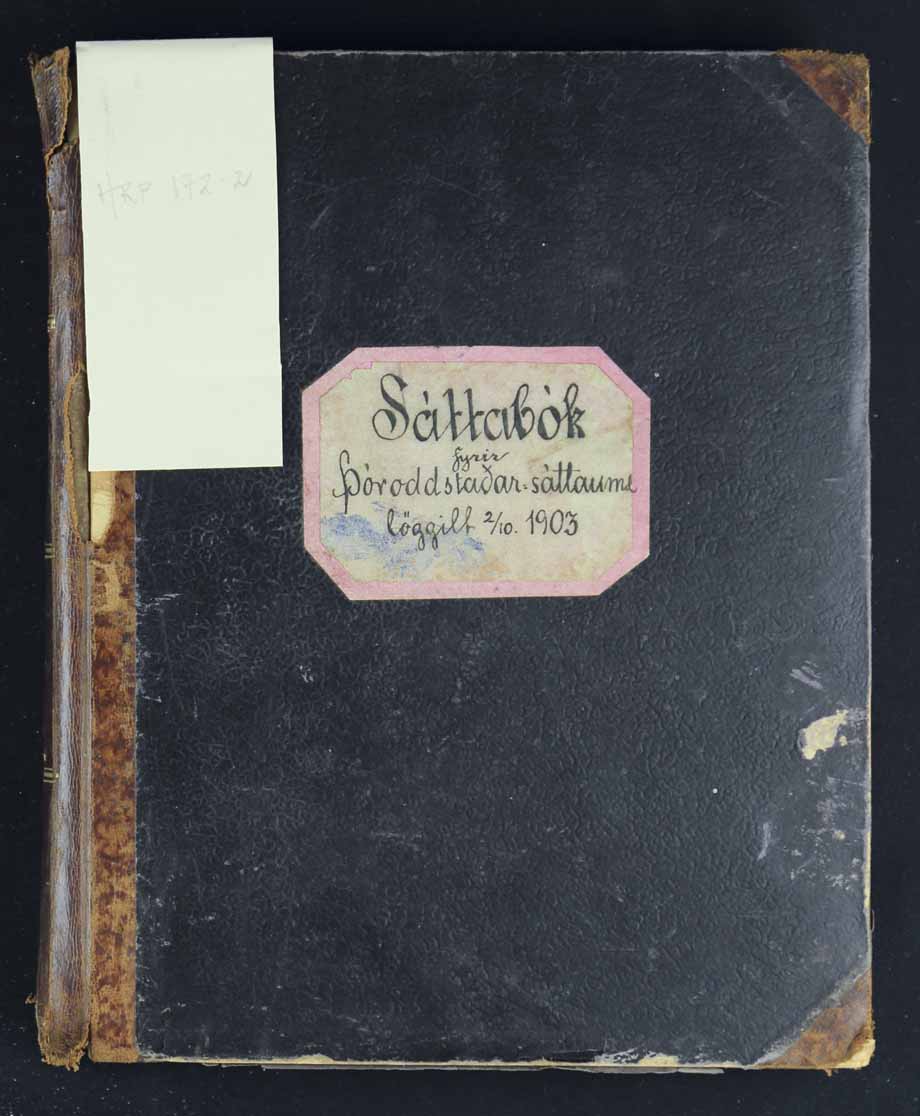 HRP 172-2
Sáttabók
fyrir
Þóroddstaðar-sáttaumd
löggilt 2/10. 1903